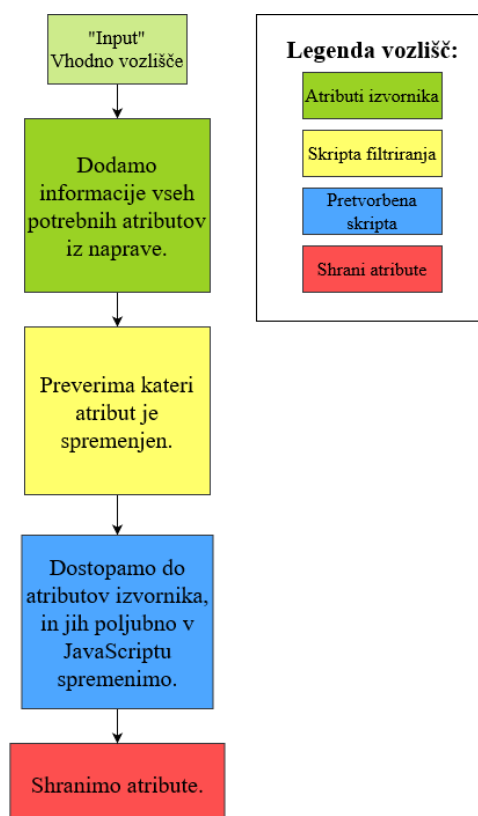 "Input"
Vhodno vozlišče
Dodamo
informacije vseh
potrebnih atributov
iz naprave.
Preverima kateri
atribut je
spremenjen.
Dostopamo do
atributov izvornika,
in jih poljubno v
JavaScriptu
spremenimo.
Shranimo atribute.
Legenda vozlišč:
Atributi izvornika
Skripta filtriranja
Pretvorbena
skripta
Shrani atribute